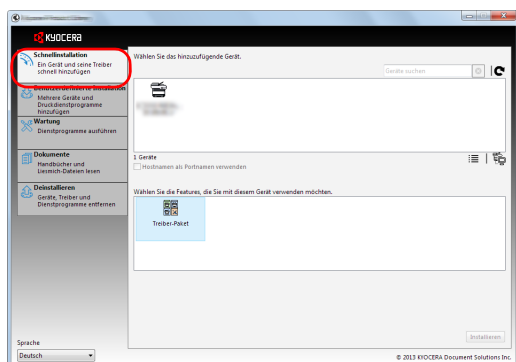 KYOCERA
Schnellinstallation
Ein Gerät und seine Treiber
schnell hinzufügen
Benutzerdefinierte Installation
Mehrere Geräte und
Druckdienstprogramme
hinzufügen
Wartung
Dienstprogramme ausführen
Dokumente
Handbücher und
Liesmich-Dateien lesen
Deinstallieren
Geräte, Treiber und
Dienstprogramme entfernen
Sprache
Deutsch
Wählen Sie das hinzuzufügende Gerät.
Geräte suchen
1 Geräte
Hostnamen als Portnamen verwenden
Wählen Sie die Features, die Sie mit diesem Gerät verwenden möchten.
Treiber-Paket
Installieren
© 2013 KYOCERA Document Solutions Inc.